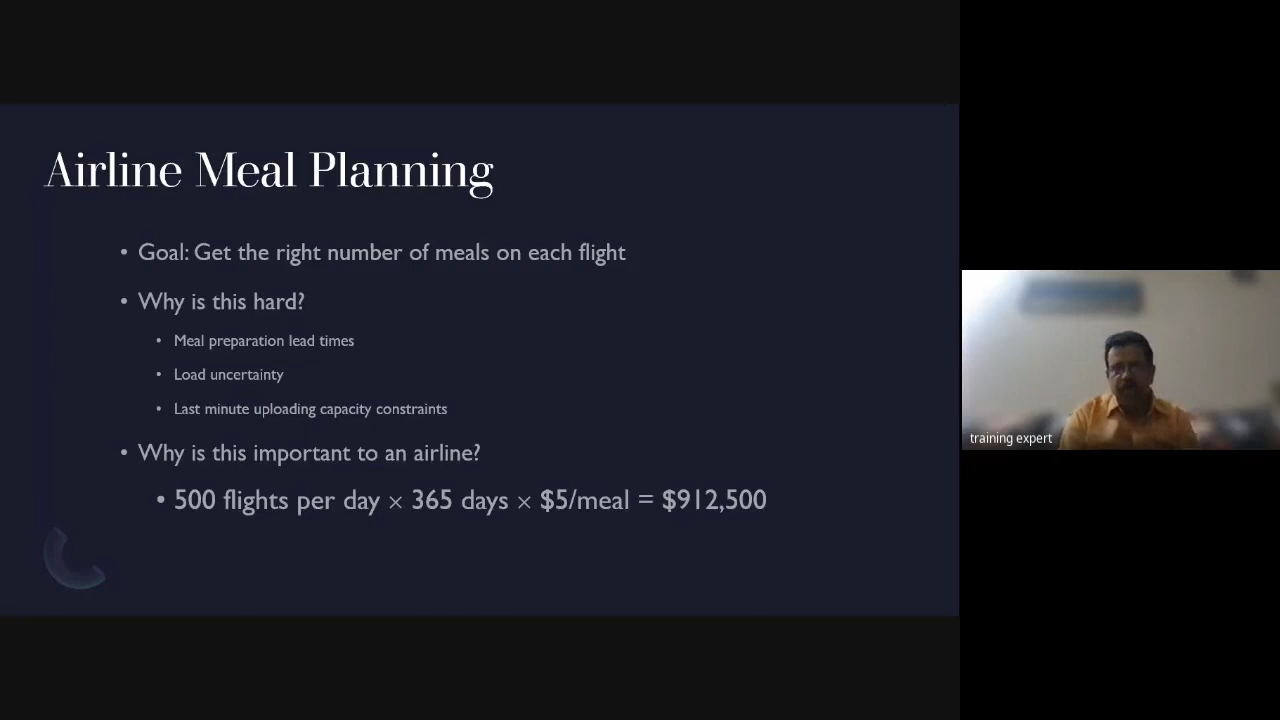 Airline Meal Planning
• Goal: Get the right number of meals on each flight
• Why is this hard?
• Meal preparation lead times
• Load uncertainty
• Last minute uploading capacity constraints
• Why is this important to an airline?
• 500 flights per day × 365 days × $5/meal = $912,500
training expert